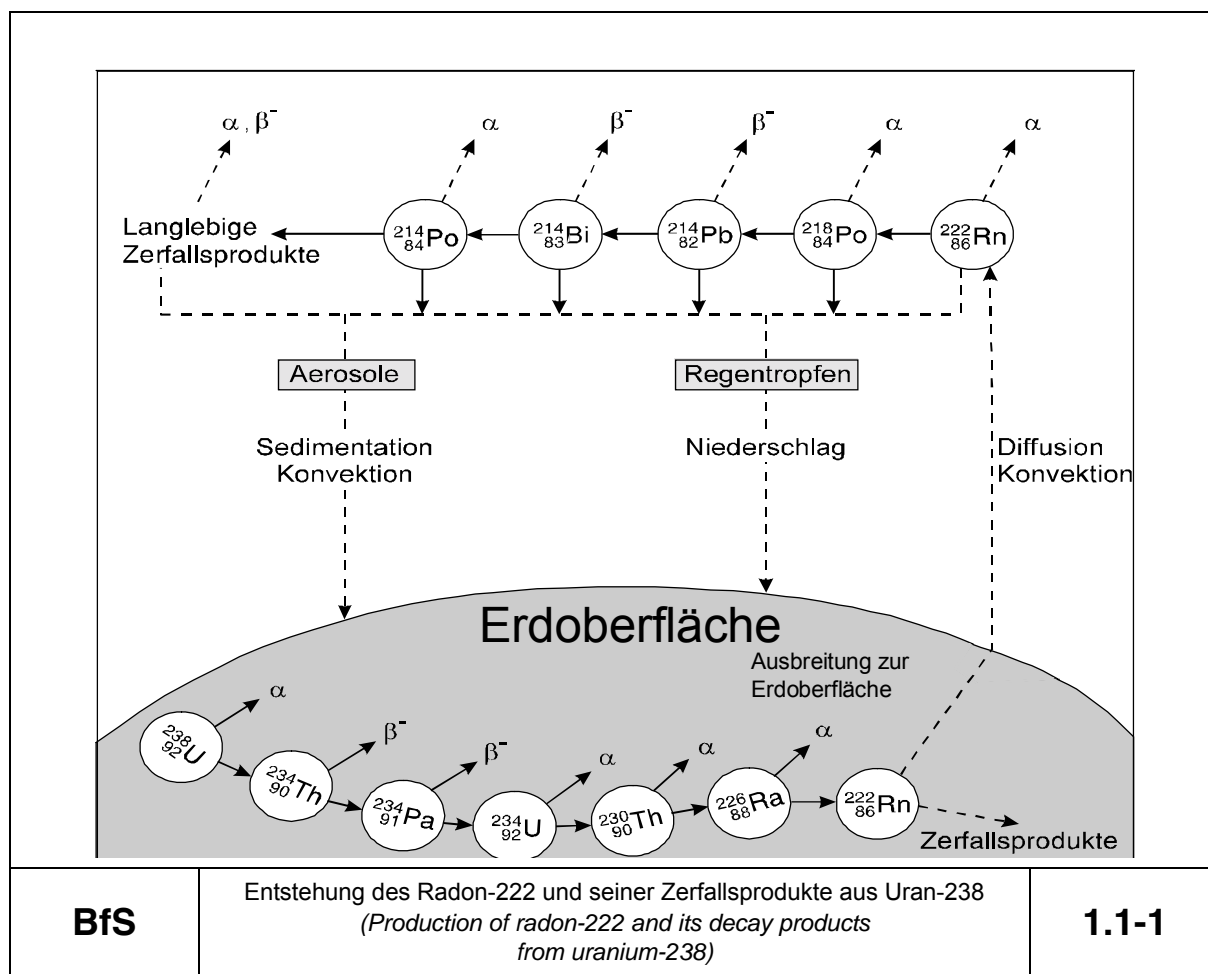 α , β⁻ α β⁻ β⁻ α α
²¹⁴₈₄Po ²¹⁴₈₃Bi ²¹⁴₈₂Pb ²¹⁸₈₄Po ²²²₈₆Rn
Langlebige
Zerfallsprodukte
Aerosole
Regentropfen
Sedimentation
Konvektion
Niederschlag
Diffusion
Konvektion
Erdoberfläche
Ausbreitung zur
Erdoberfläche
α β⁻ β⁻ α α α
²³⁸₉₂U ²³⁴₉₀Th ²³⁴₉₁Pa ²³⁴₉₂U ²³⁰₉₀Th ²²⁶₈₈Ra ²²²₈₆Rn
Zerfallsprodukte
BfS
Entstehung des Radon-222 und seiner Zerfallsprodukte aus Uran-238
(Production of radon-222 and its decay products
from uranium-238)
1.1-1